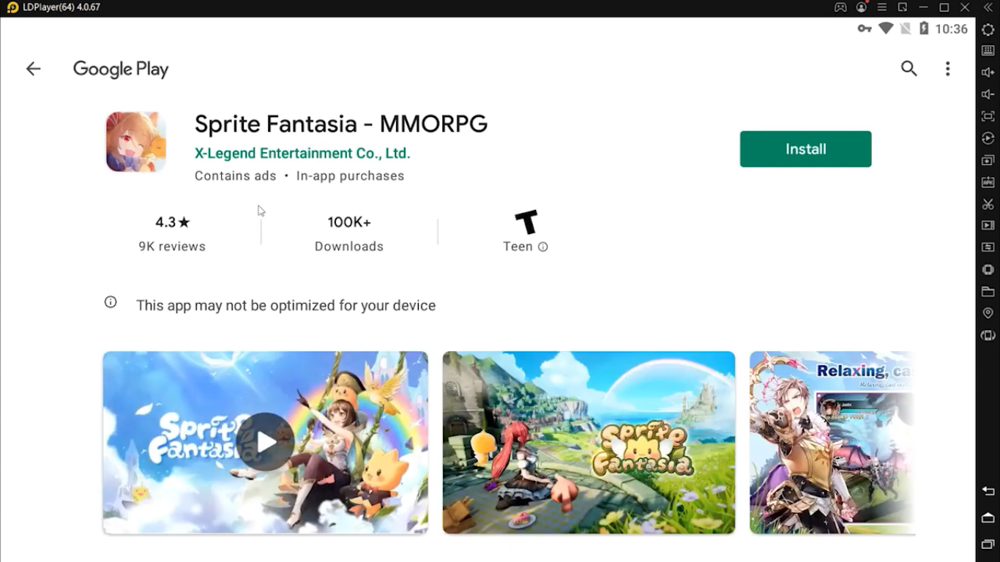 LDPlayer(64) 4.0.67
10:36
Google Play
Sprite Fantasia - MMORPG
X-Legend Entertainment Co., Ltd.
Contains ads • In-app purchases
Install
4.3★
9K reviews
100K+
Downloads
T
Teen
This app may not be optimized for your device
Sprite
Fantasia
Sprite
Fantasia
Relaxing, ca
APK